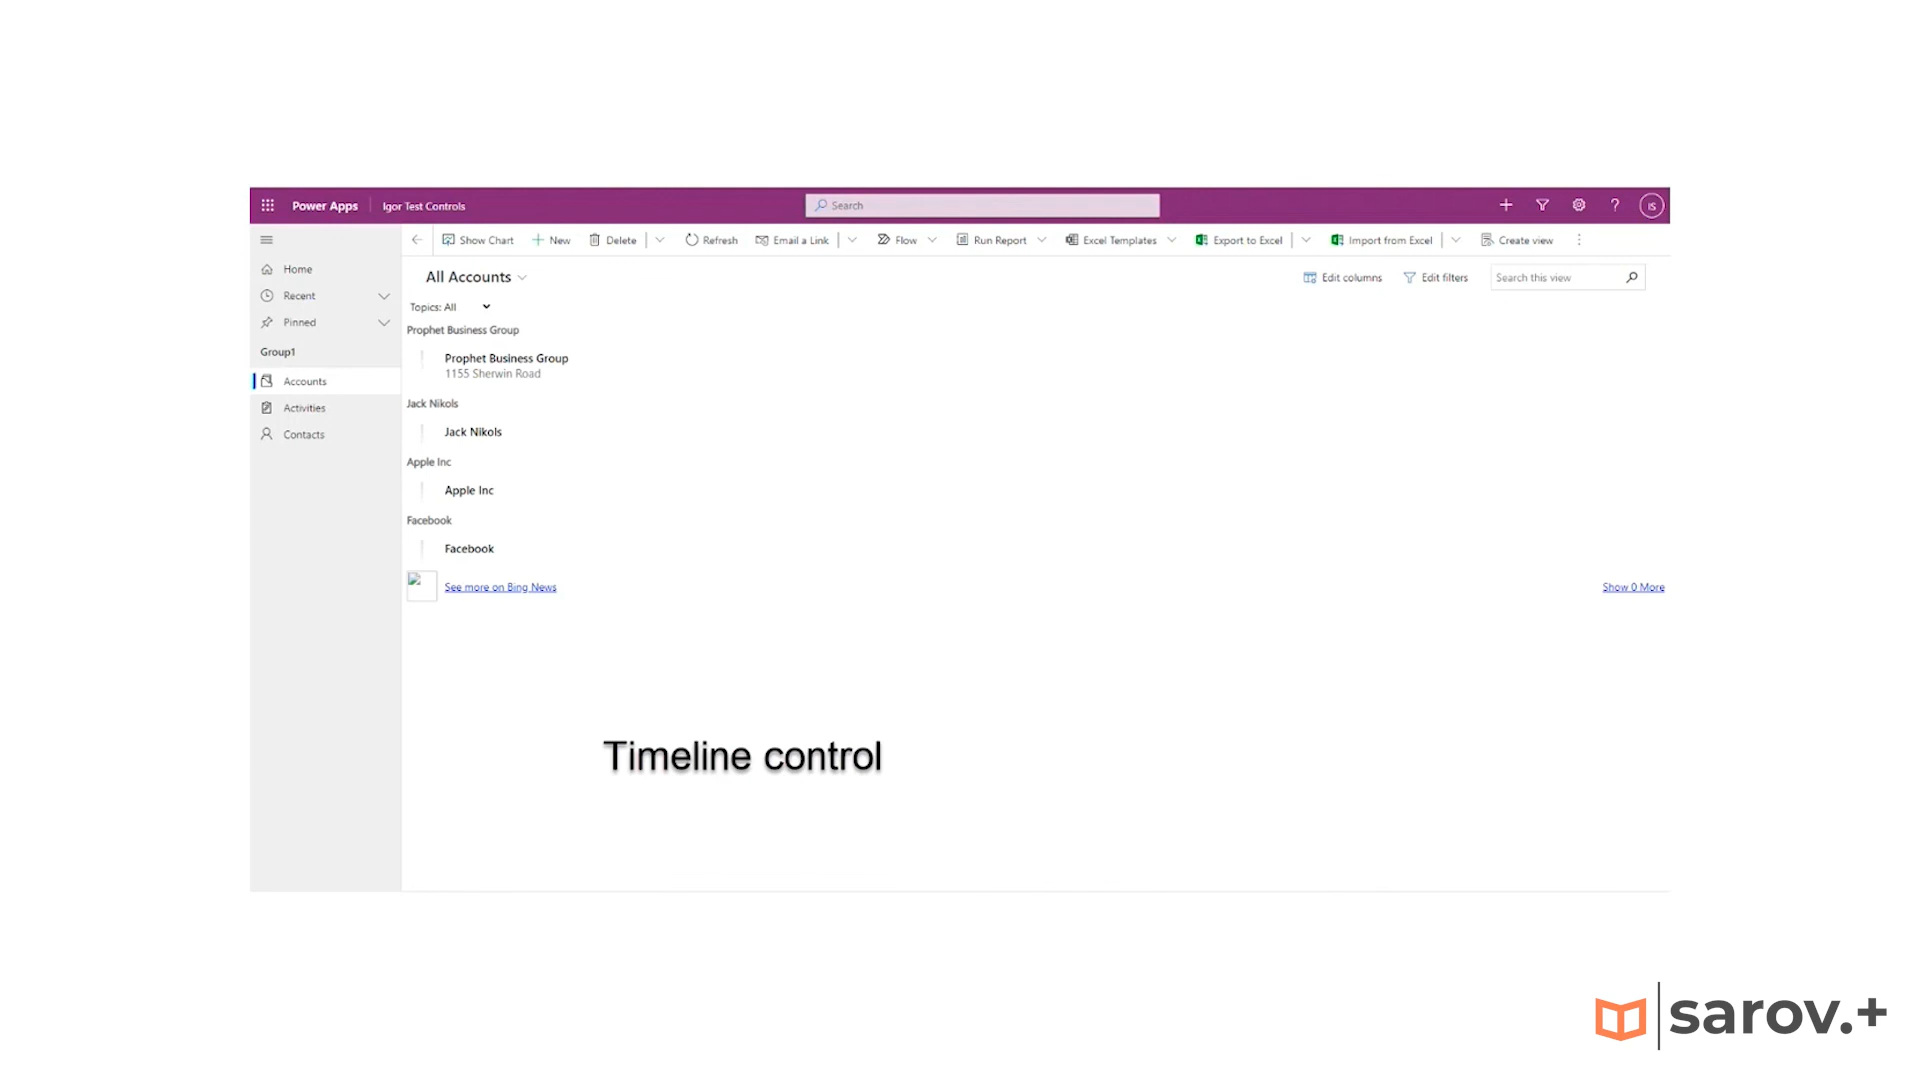 Power Apps Igor Test Controls Search ? IS
Show Chart New Delete Refresh Email a Link Flow Run Report Excel Templates Export to Excel Import from Excel Create view
Home
Recent
Pinned
Group1
Accounts
Activities
Contacts
All Accounts Edit columns Edit filters Search this view
Topics: All
Prophet Business Group
Prophet Business Group
1155 Sherwin Road
Jack Nikols
Jack Nikols
Apple Inc
Apple Inc
Facebook
Facebook
See more on Bing News Show 0 More
Timeline control
sarov.+